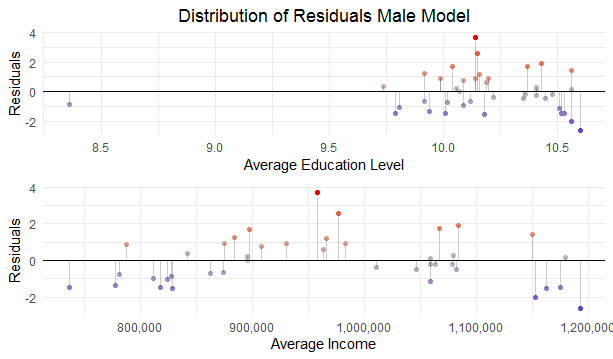 Distribution of Residuals Male Model
4
2
0
-2
Residuals
8.5 9.0 9.5 10.0 10.5
Average Education Level
4
2
0
-2
Residuals
800,000 900,000 1,000,000 1,100,000 1,200,000
Average Income